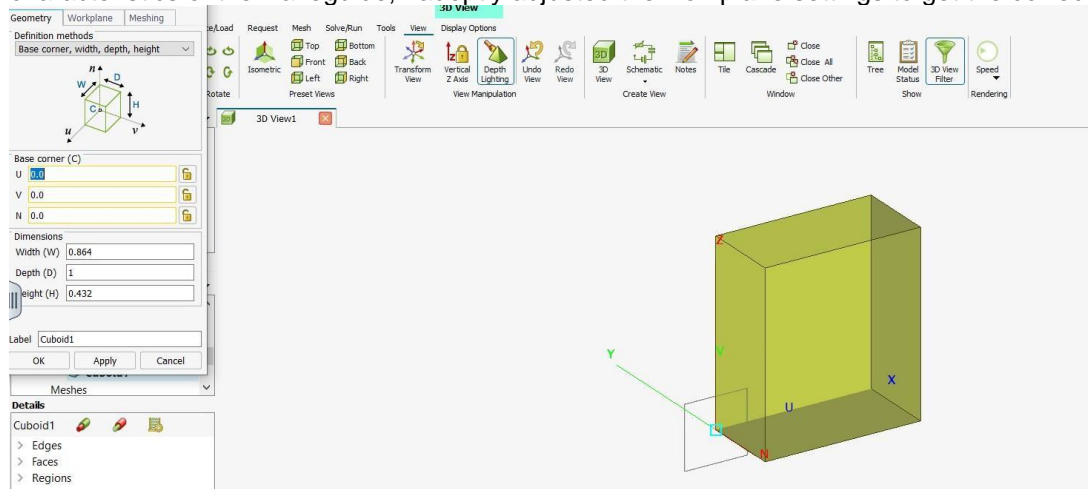 3D View
Geometry Workplane Meshing
Definition methods
Base corner, width, depth, height
n
W D
C H
u v
Base corner (C)
U 0.0
V 0.0
N 0.0
Dimensions
Width (W) 0.864
Depth (D) 1
eight (H) 0.432
Label Cuboid1
OK Apply Cancel
Meshes
Details
Cuboid1
> Edges
> Faces
> Regions
e/Load Request Mesh Solve/Run Tools View Display Options
Isometric
Top Bottom
Front Back
Left Right
Rotate Preset Views
Transform View
Vertical Z Axis
Depth Lighting
Undo View
Redo View
View Manipulation
3D View
Schematic
Notes
Create View
Tile
Cascade
Close
Close All
Close Other
Window
Tree
Model Status
3D View Filter
Show
Speed
Rendering
3D View1
Z
Y
V
X
U
N